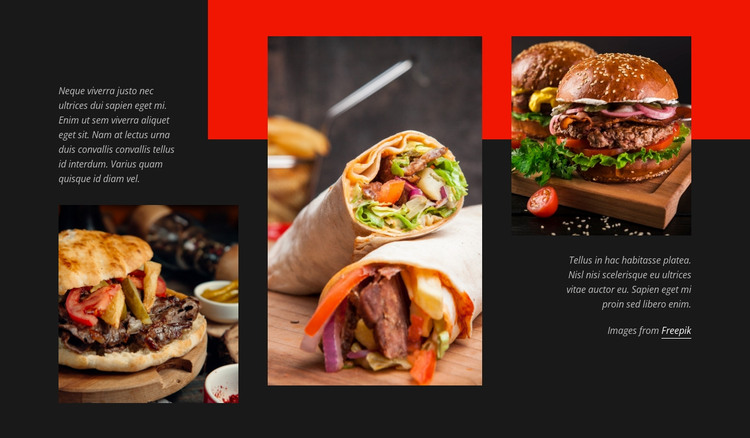 Neque viverra justo nec
ultrices dui sapien eget mi.
Enim ut sem viverra aliquet
eget sit. Nam at lectus urna
duis convallis convallis tellus
id interdum. Varius quam
quisque id diam vel.
Tellus in hac habitasse platea.
Nisl nisi scelerisque eu ultrices
vitae auctor eu. Sapien eget mi
proin sed libero enim.
Images from Freepik